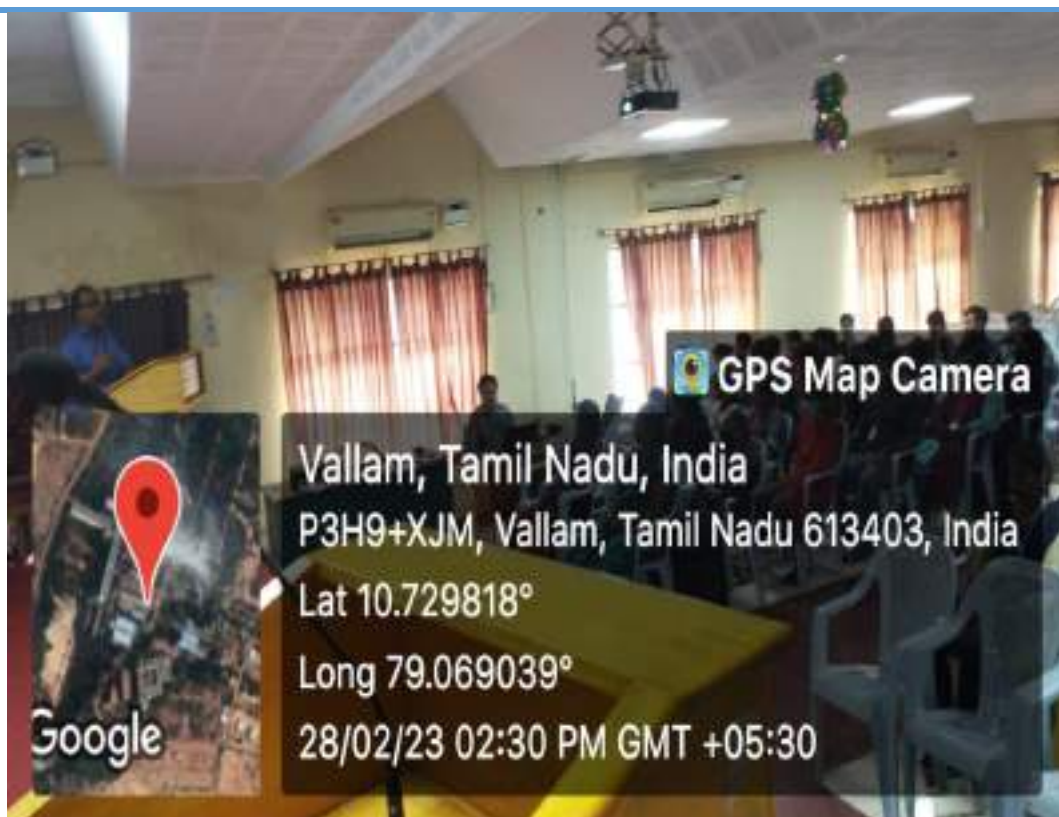 GPS Map Camera
Vallam, Tamil Nadu, India
P3H9+XJM, Vallam, Tamil Nadu 613403, India
Lat 10.729818°
Long 79.069039°
28/02/23 02:30 PM GMT +05:30
Google